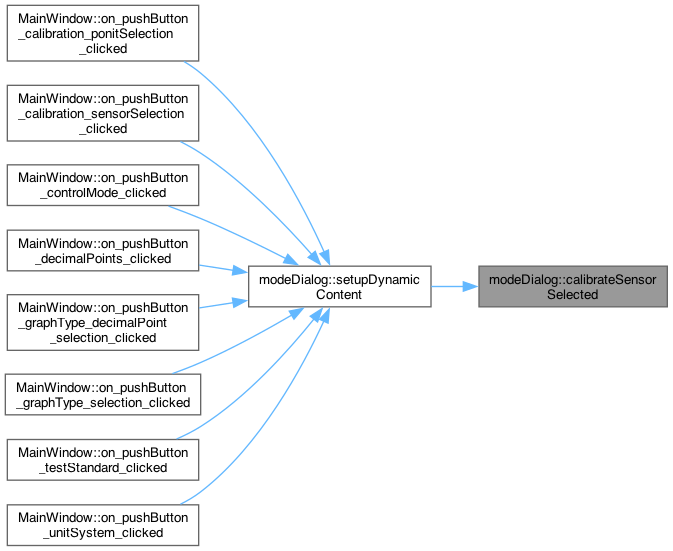 MainWindow::on_pushButton
_calibration_ponitSelection
_clicked
MainWindow::on_pushButton
_calibration_sensorSelection
_clicked
MainWindow::on_pushButton
_controlMode_clicked
MainWindow::on_pushButton
_decimalPoints_clicked
MainWindow::on_pushButton
_graphType_decimalPoint
_selection_clicked
MainWindow::on_pushButton
_graphType_selection_clicked
MainWindow::on_pushButton
_testStandard_clicked
MainWindow::on_pushButton
_unitSystem_clicked
modeDialog::setupDynamic
Content
modeDialog::calibrateSensor
Selected